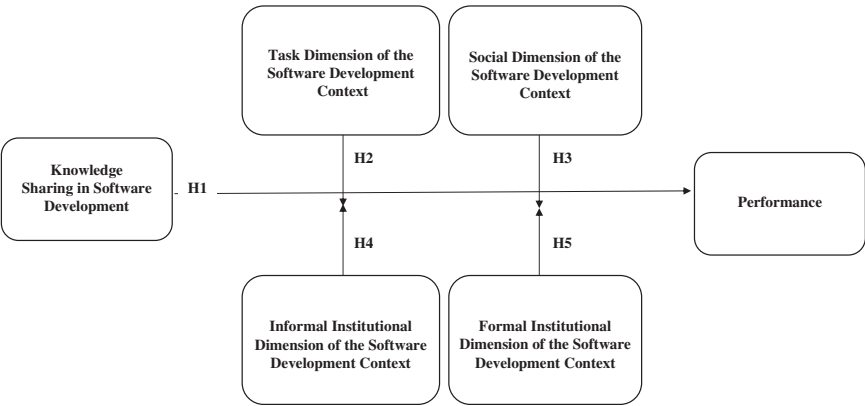 Task Dimension of the
Software Development
Context
Social Dimension of the
Software Development
Context
H2
H3
Knowledge
Sharing in Software
Development
H1
Performance
H4
H5
Informal Institutional
Dimension of the Software
Development Context
Formal Institutional
Dimension of the Software
Development Context